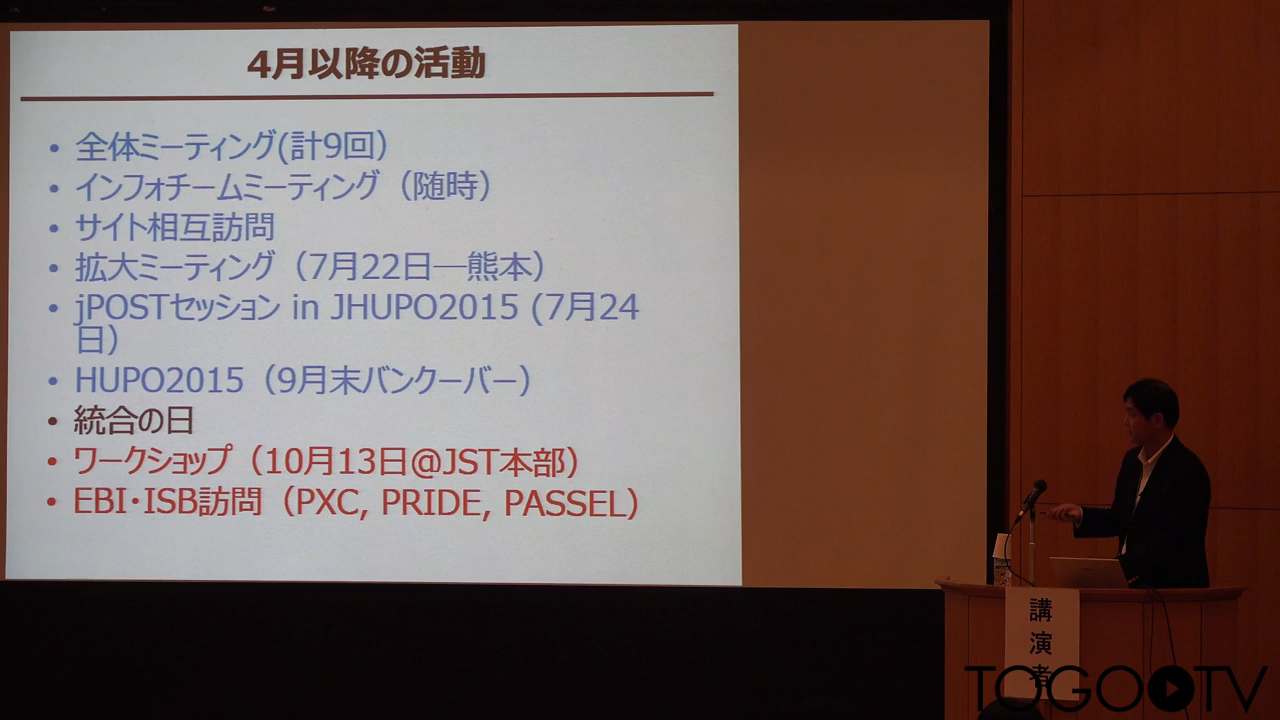 4月以降の活動
• 全体ミーティング(計9回）
• インフォチームミーティング（随時）
• サイト相互訪問
• 拡大ミーティング（7月22日―熊本）
• jPOSTセッション in JHUPO2015 (7月24
日）
• HUPO2015（9月末バンクーバー）
• 統合の日
• ワークショップ（10月13日@JST本部）
• EBI・ISB訪問（PXC, PRIDE, PASSEL）
講演者
TOGOTV